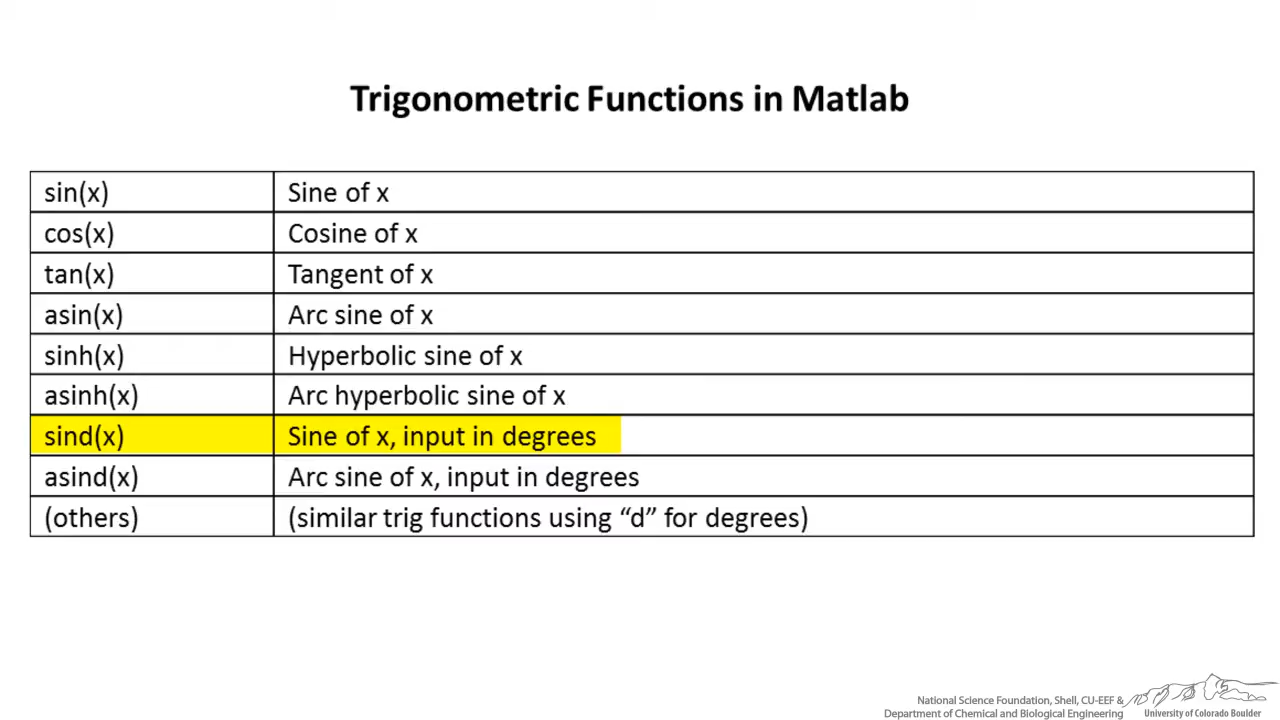 Trigonometric Functions in Matlab
sin(x) Sine of x
cos(x) Cosine of x
tan(x) Tangent of x
asin(x) Arc sine of x
sinh(x) Hyperbolic sine of x
asinh(x) Arc hyperbolic sine of x
sind(x) Sine of x, input in degrees
asind(x) Arc sine of x, input in degrees
(others) (similar trig functions using “d” for degrees)
National Science Foundation, Shell, CU-EEF &
Department of Chemical and Biological Engineering
University of Colorado Boulder